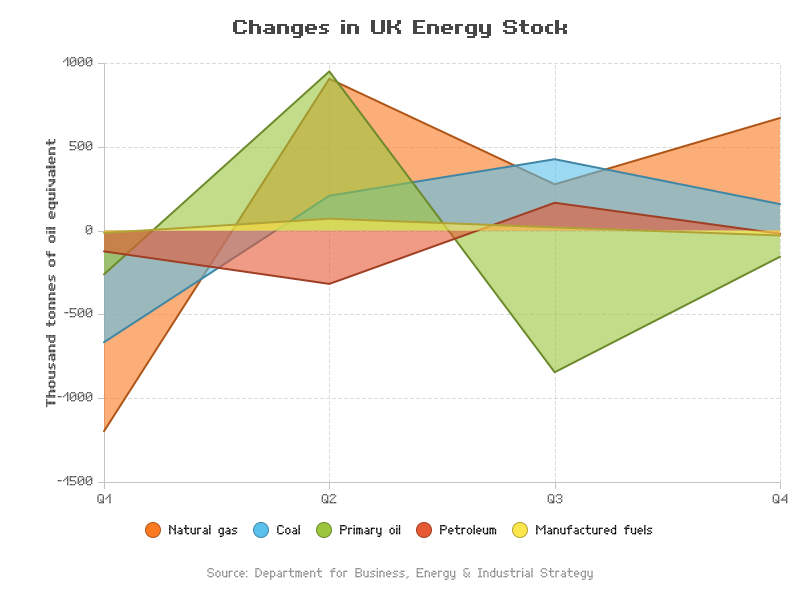 Changes in UK Energy Stock
Thousand tonnes of oil equivalent
1000
500
0
-500
-1000
-1500
Q1 Q2 Q3 Q4
Natural gas Coal Primary oil Petroleum Manufactured fuels
Source: Department for Business, Energy & Industrial Strategy